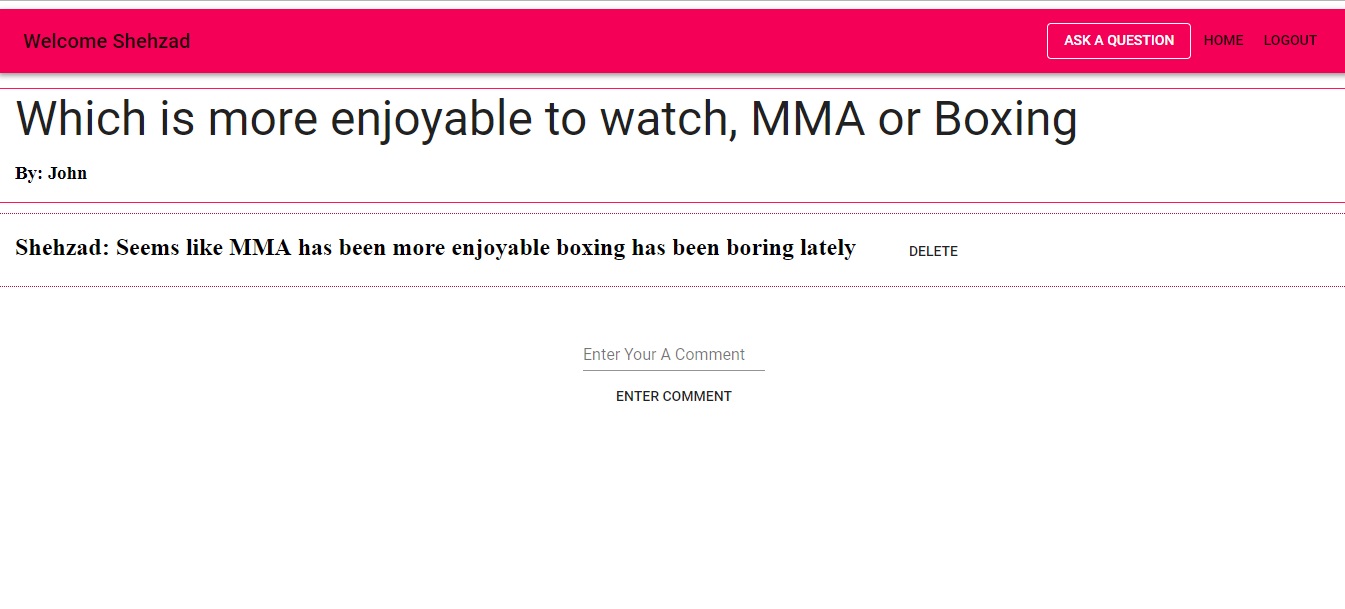 Welcome Shehzad
ASK A QUESTION HOME LOGOUT
Which is more enjoyable to watch, MMA or Boxing
By: John
Shehzad: Seems like MMA has been more enjoyable boxing has been boring lately DELETE
Enter Your A Comment
ENTER COMMENT